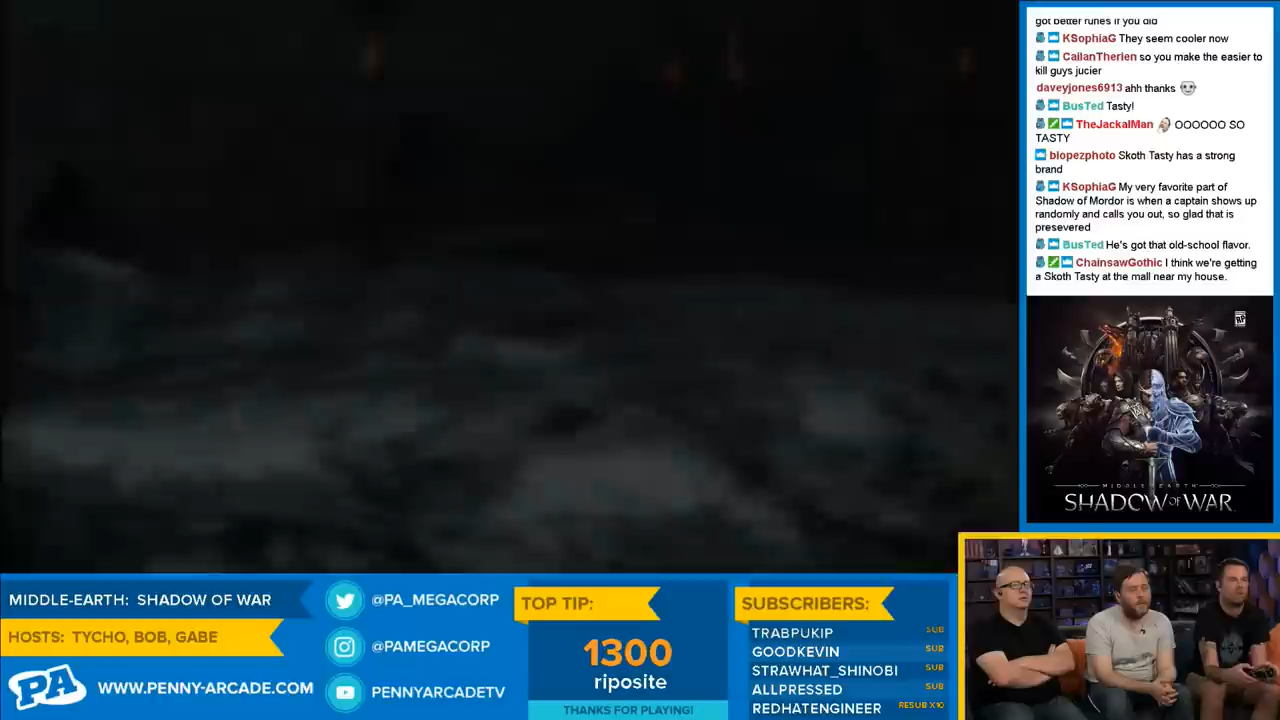 got better runes if you did
KSophiaG They seem cooler now
CailanTherien so you make the easier to
kill guys jucier
daveyjones6913 ahh thanks
BusTed Tasty!
TheJackalMan OOOOOO SO
TASTY
blopezphoto Skoth Tasty has a strong
brand
KSophiaG My very favorite part of
Shadow of Mordor is when a captain shows up
randomly and calls you out, so glad that is
presevered
BusTed He's got that old-school flavor.
ChainsawGothic I think we're getting
a Skoth Tasty at the mall near my house.
MIDDLE-EARTH
SHADOW OF WAR
MIDDLE-EARTH: SHADOW OF WAR
HOSTS: TYCHO, BOB, GABE
PA
WWW.PENNY-ARCADE.COM
@PA_MEGACORP
@PAMEGACORP
PENNYARCADETV
TOP TIP:
1300
riposite
THANKS FOR PLAYING!
SUBSCRIBERS:
TRABPUKIP SUB
GOODKEVIN SUB
STRAWHAT_SHINOBI SUB
ALLPRESSED SUB
REDHATENGINEER RESUB X10